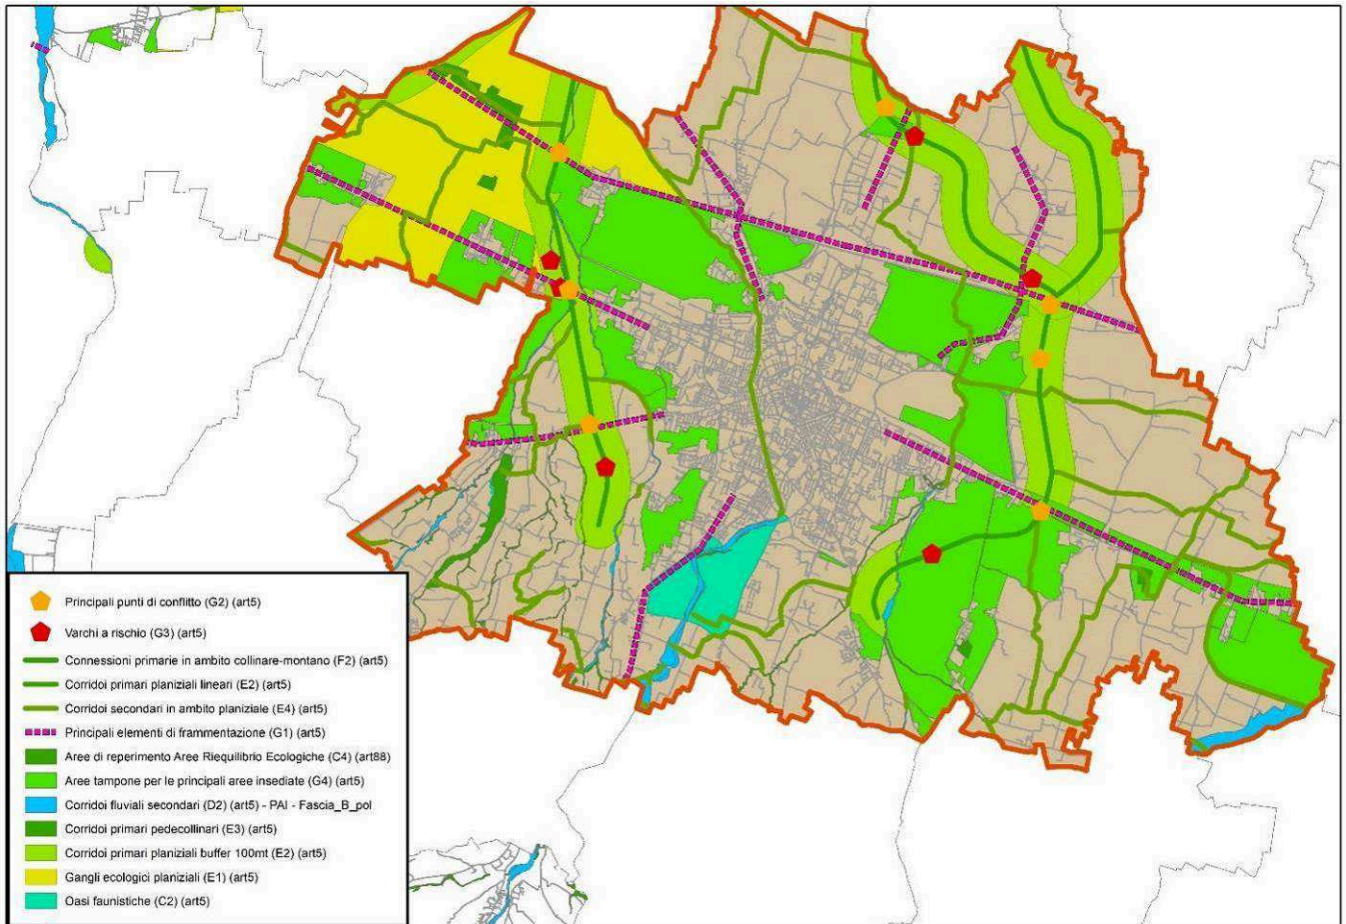 Principali punti di conflitto (G2) (art5)
Varchi a rischio (G3) (art5)
Connessioni primarie in ambito collinare-montano (F2) (art5)
Corridoi primari planiziali lineari (E2) (art5)
Corridoi secondari in ambito planiziale (E4) (art5)
Principali elementi di frammentazione (G1) (art5)
Aree di reperimento Aree Riequilibrio Ecologiche (C4) (art88)
Aree tampone per le principali aree insediate (G4) (art5)
Corridoi fluviali secondari (D2) (art5) - PAI - Fascia_B_pol
Corridoi primari pedecollinari (E3) (art5)
Corridoi primari planiziali buffer 100mt (E2) (art5)
Gangli ecologici planiziali (E1) (art5)
Oasi faunistiche (C2) (art5)